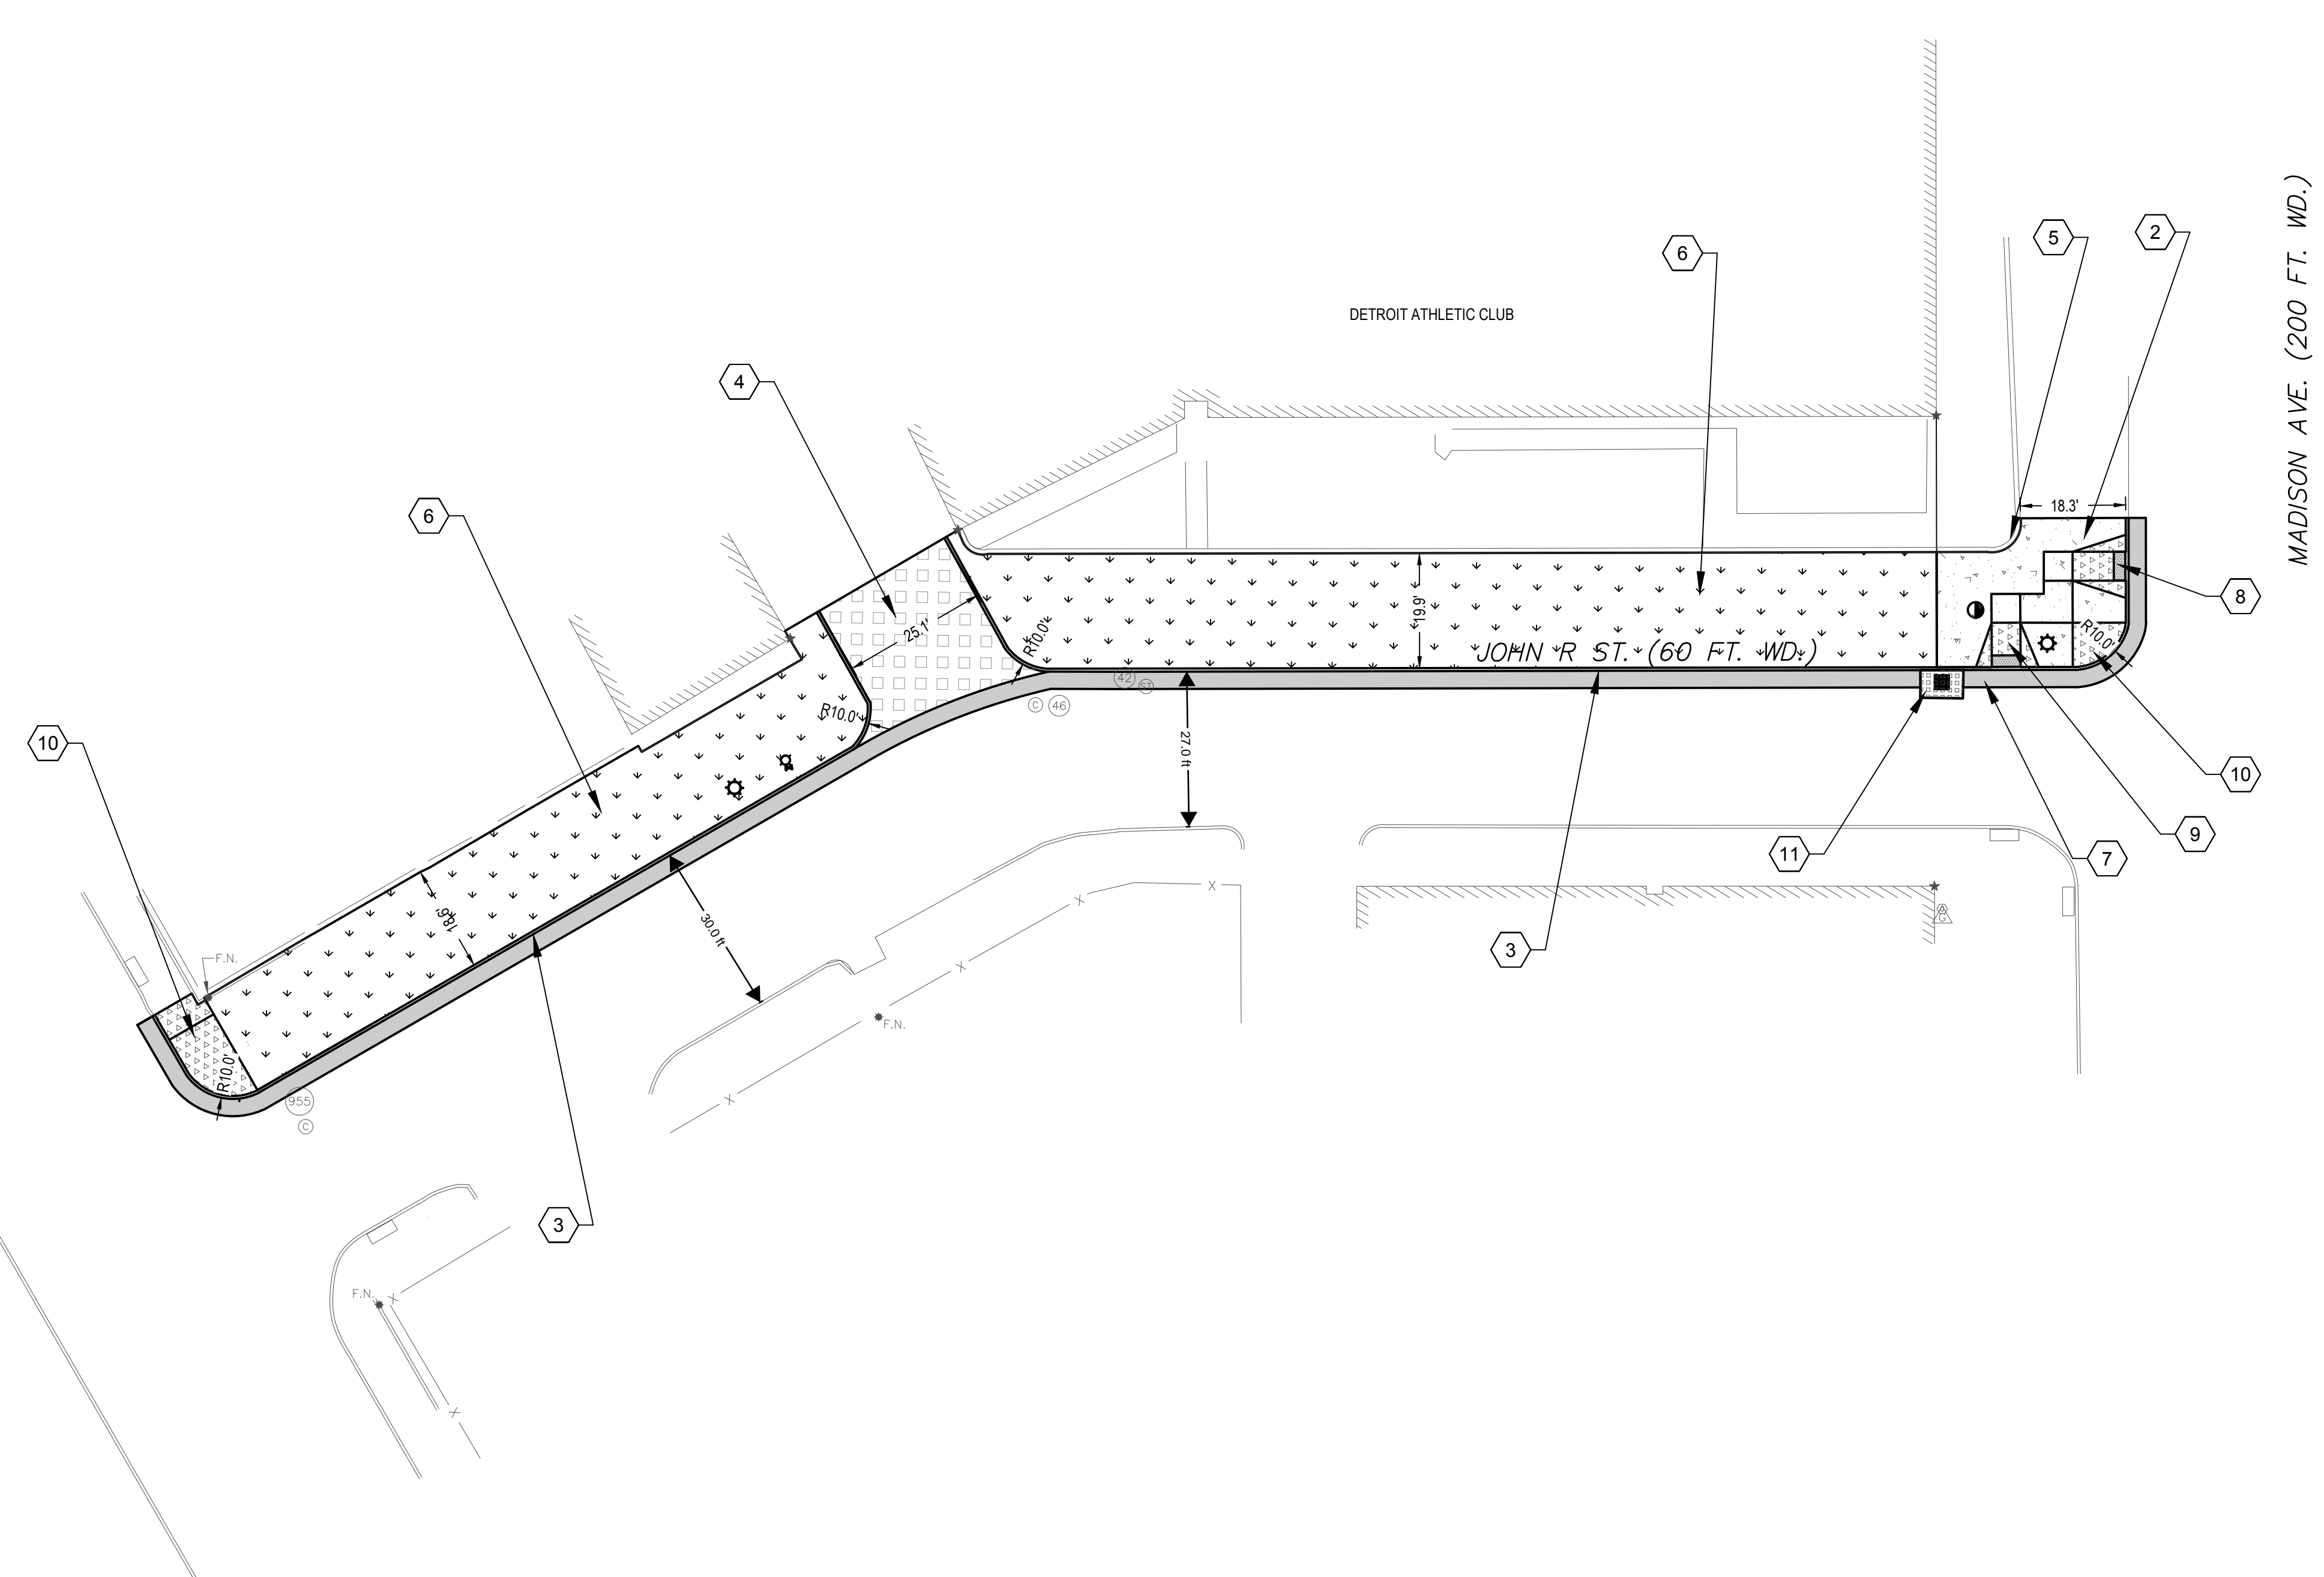 MADISON AVE. (200 FT. WD.)
2
5
6
DETROIT ATHLETIC CLUB
4
6
18.3'
8
25.1'
R10.0'
19.6'
JOHN R ST. (60 FT. WD.)
R10.0'
42
ST
C
46
R10.0'
10
27.0 ft
10
9
7
11
3
18.6'
30.0 ft
X
X
X
X
G
F.N.
F.N.
R10.0'
955
C
3
F.N.
X
X